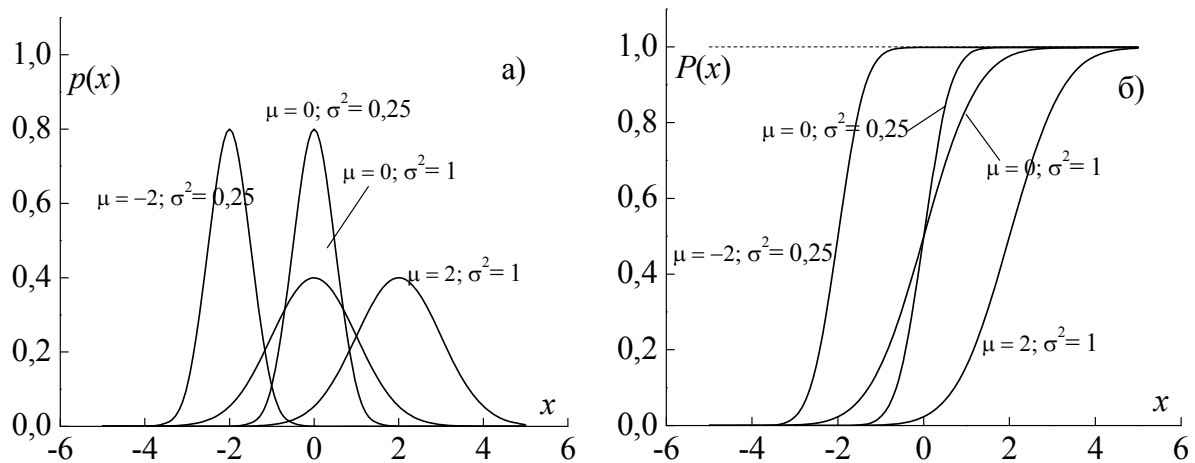 1,0
0,8
0,6
0,4
0,2
0,0
p(x)
а)
μ = 0; σ²= 0,25
μ = 0; σ²= 1
μ = −2; σ²= 0,25
μ = 2; σ²= 1
x
-6 -4 -2 0 2 4 6
1,0
0,8
0,6
0,4
0,2
0,0
P(x)
б)
μ = 0; σ²= 0,25
μ = 0; σ²= 1
μ = −2; σ²= 0,25
μ = 2; σ²= 1
x
-6 -4 -2 0 2 4 6